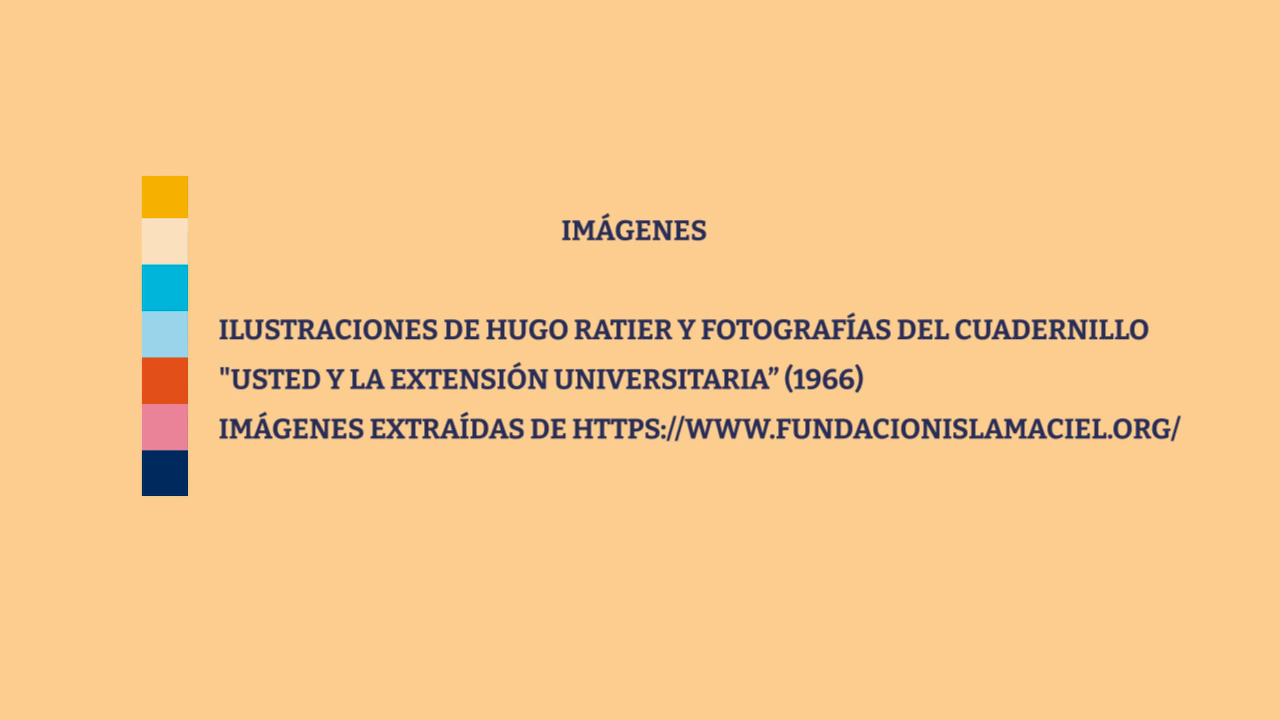 IMÁGENES
ILUSTRACIONES DE HUGO RATIER Y FOTOGRAFÍAS DEL CUADERNILLO
"USTED Y LA EXTENSIÓN UNIVERSITARIA” (1966)
IMÁGENES EXTRAÍDAS DE HTTPS://WWW.FUNDACIONISLAMACIEL.ORG/